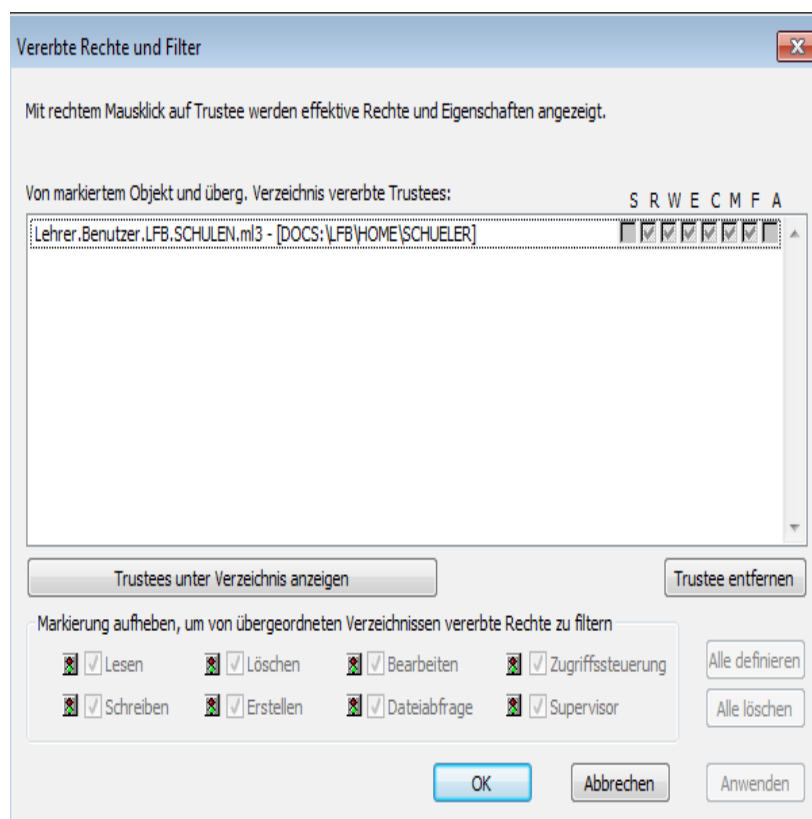 Vererbte Rechte und Filter
Mit rechtem Mausklick auf Trustee werden effektive Rechte und Eigenschaften angezeigt.
Von markiertem Objekt und überg. Verzeichnis vererbte Trustees:
S R W E C M F A
Lehrer.Benutzer.LFB.SCHULEN.ml3 - [DOCS:\LFB\HOME\SCHUELER]
Trustees unter Verzeichnis anzeigen
Trustee entfernen
Markierung aufheben, um von übergeordneten Verzeichnissen vererbte Rechte zu filtern
Lesen Löschen Bearbeiten Zugriffssteuerung
Alle definieren
Schreiben Erstellen Dateiabfrage Supervisor
Alle löschen
OK Abbrechen Anwenden